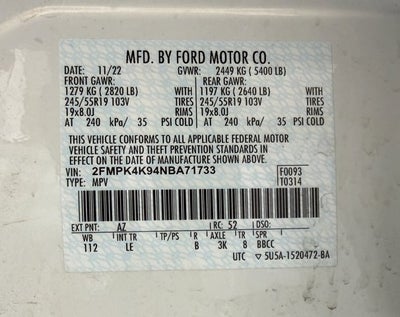 MFD. BY FORD MOTOR CO.
DATE: 11/22 GVWR: 2449 KG ( 5400 LB)
FRONT GAWR: REAR GAWR:
1279 KG ( 2820 LB) WITH 1197 KG ( 2640 LB) WITH
245/55R19 103V TIRES 245/55R19 103V TIRES
19x8.0J RIMS 19x8.0J RIMS
AT 240 kPa/ 35 PSI COLD AT 240 kPa/ 35 PSI COLD
THIS VEHICLE CONFORMS TO ALL APPLICABLE FEDERAL MOTOR
VEHICLE SAFETY AND THEFT PREVENTION STANDARDS IN EFFECT ON
THE DATE OF MANUFACTURE SHOWN ABOVE.
VIN: 2FMPK4K94NBA71733 F0093
TYPE: MPV T0314
EXT PNT: AZ RC: 52 DSO:
WB INT TR TP/PS R AXLE TR SPR
112 LE B 3K 8 BBCC
UTC ▽ 5U5A-1520472-BA